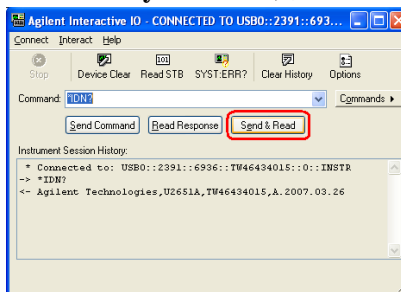 Agilent Interactive IO - CONNECTED TO USB0::2391::693...
Connect Interact Help
Stop Device Clear Read STB SYST:ERR? Clear History Options
Command: *IDN? Commands
Send Command Read Response Send & Read
Instrument Session History:
* Connected to: USB0::2391::6936::TW46434015::0::INSTR
-> *IDN?
<- Agilent Technologies,U2651A,TW46434015,A.2007.03.26